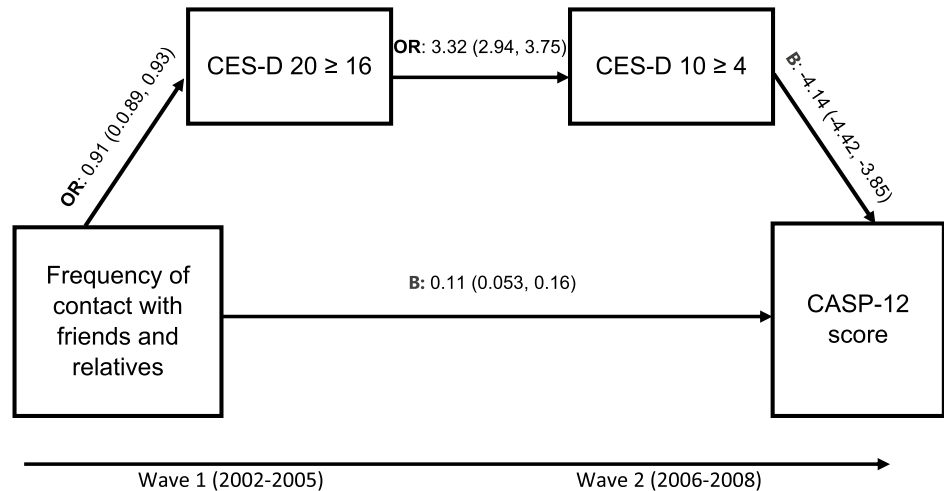 CES-D 20 ≥ 16
OR: 3.32 (2.94, 3.75)
CES-D 10 ≥ 4
OR: 0.91 (0.0.89, 0.93)
B: -4.14 (-4.42, -3.85)
Frequency of
contact with
friends and
relatives
B: 0.11 (0.053, 0.16)
CASP-12
score
Wave 1 (2002-2005)
Wave 2 (2006-2008)